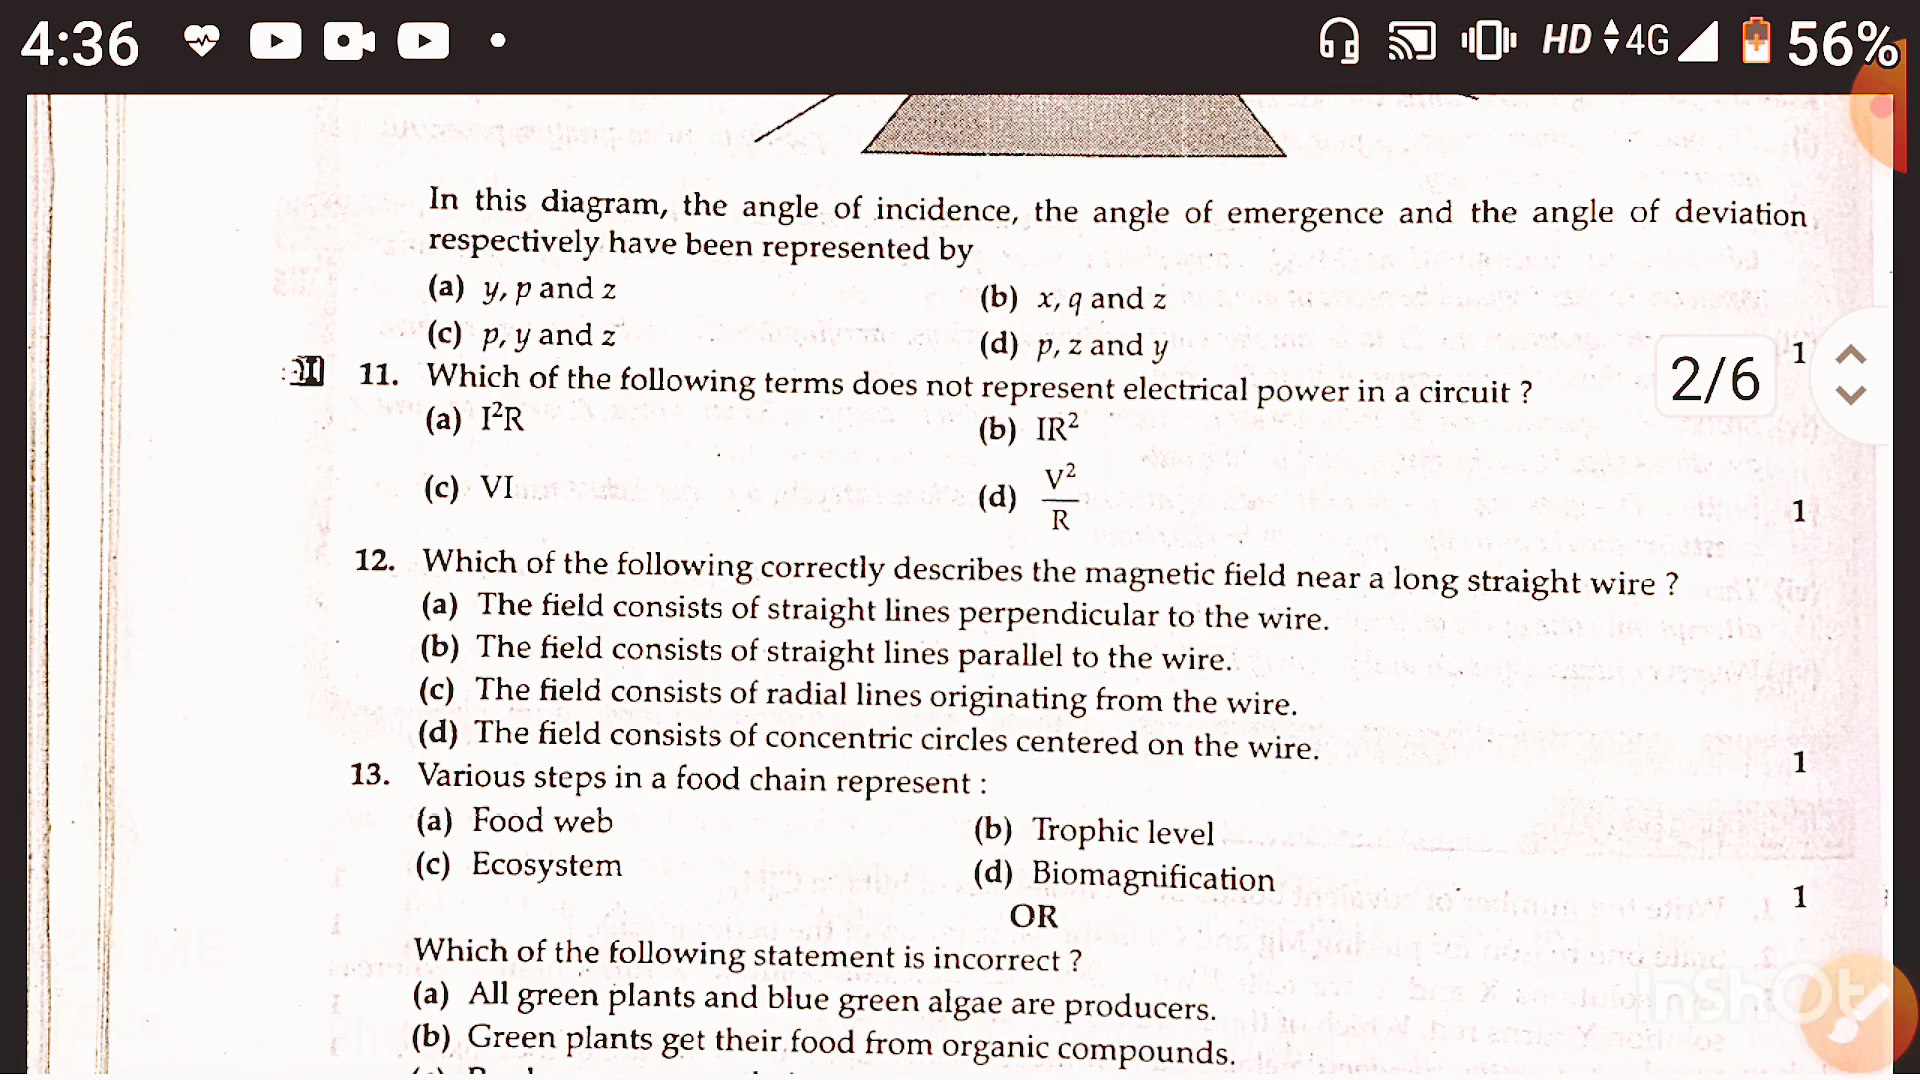 4:36 HD 4G 56%
In this diagram, the angle of incidence, the angle of emergence and the angle of deviation
respectively have been represented by
(a) y, p and z (b) x, q and z
(c) p, y and z (d) p, z and y 1
11. Which of the following terms does not represent electrical power in a circuit ?
2/6
(a) I²R (b) IR²
(c) VI (d) V²
R 1
12. Which of the following correctly describes the magnetic field near a long straight wire ?
(a) The field consists of straight lines perpendicular to the wire.
(b) The field consists of straight lines parallel to the wire.
(c) The field consists of radial lines originating from the wire.
(d) The field consists of concentric circles centered on the wire. 1
13. Various steps in a food chain represent :
(a) Food web (b) Trophic level
(c) Ecosystem (d) Biomagnification 1
OR
Which of the following statement is incorrect ?
(a) All green plants and blue green algae are producers.
(b) Green plants get their food from organic compounds.
InShOt